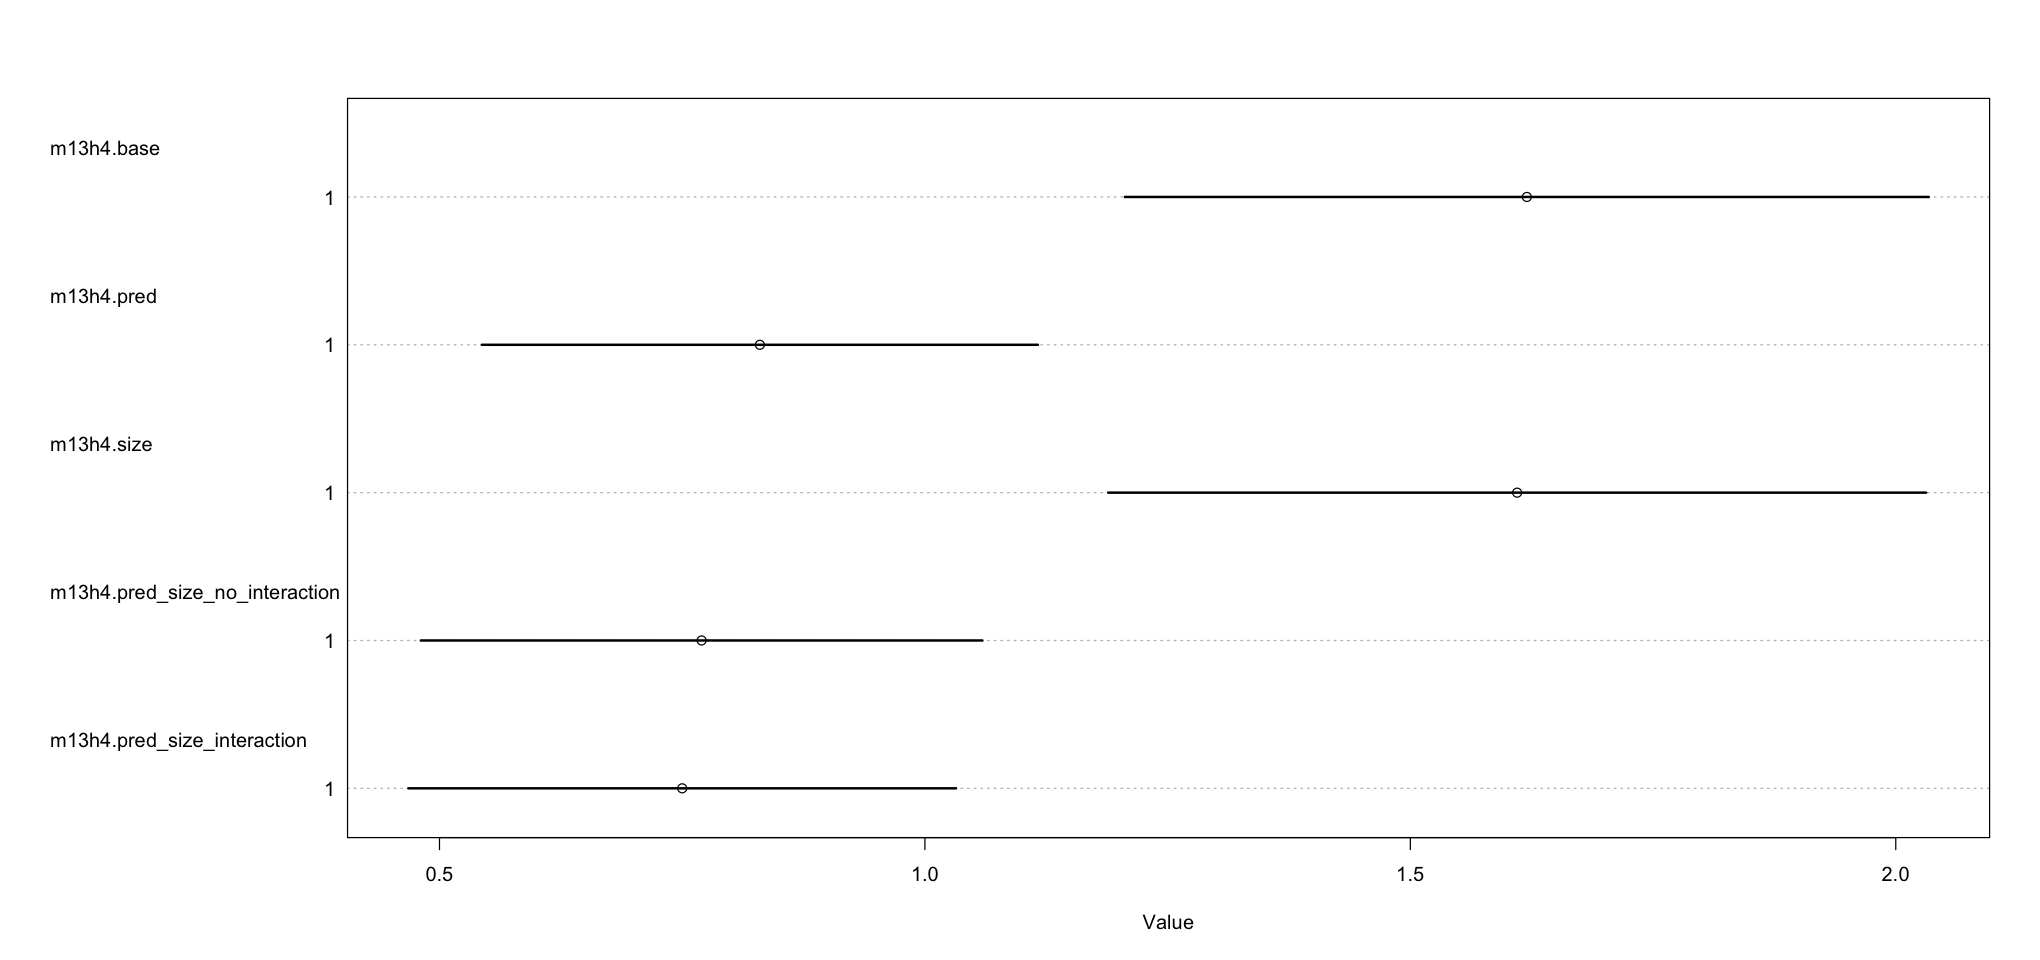 m13h4.base
1
m13h4.pred
1
m13h4.size
1
m13h4.pred_size_no_interaction
1
m13h4.pred_size_interaction
1
0.5 1.0 1.5 2.0
Value